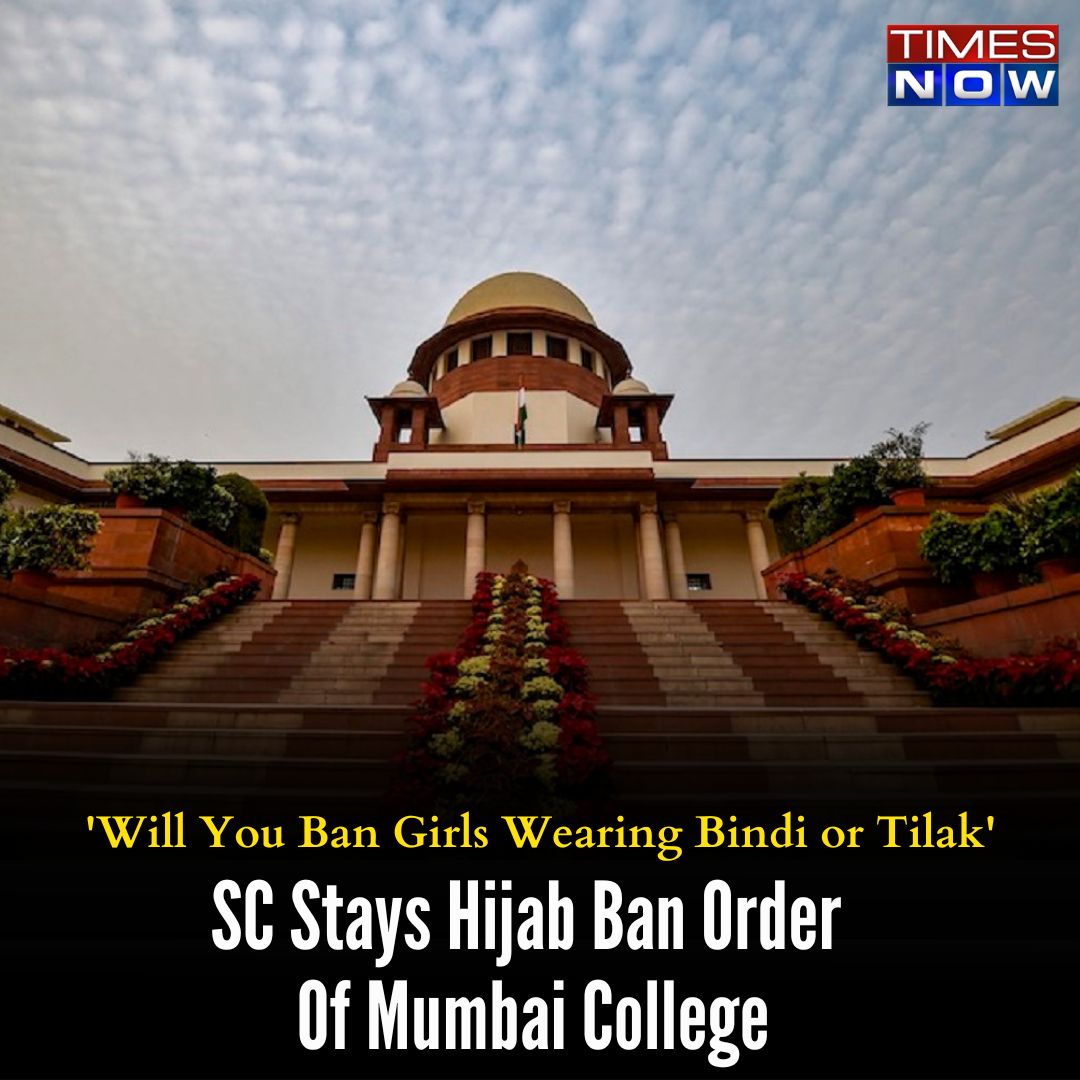 TIMES
NOW
'Will You Ban Girls Wearing Bindi or Tilak'
SC Stays Hijab Ban Order
Of Mumbai College